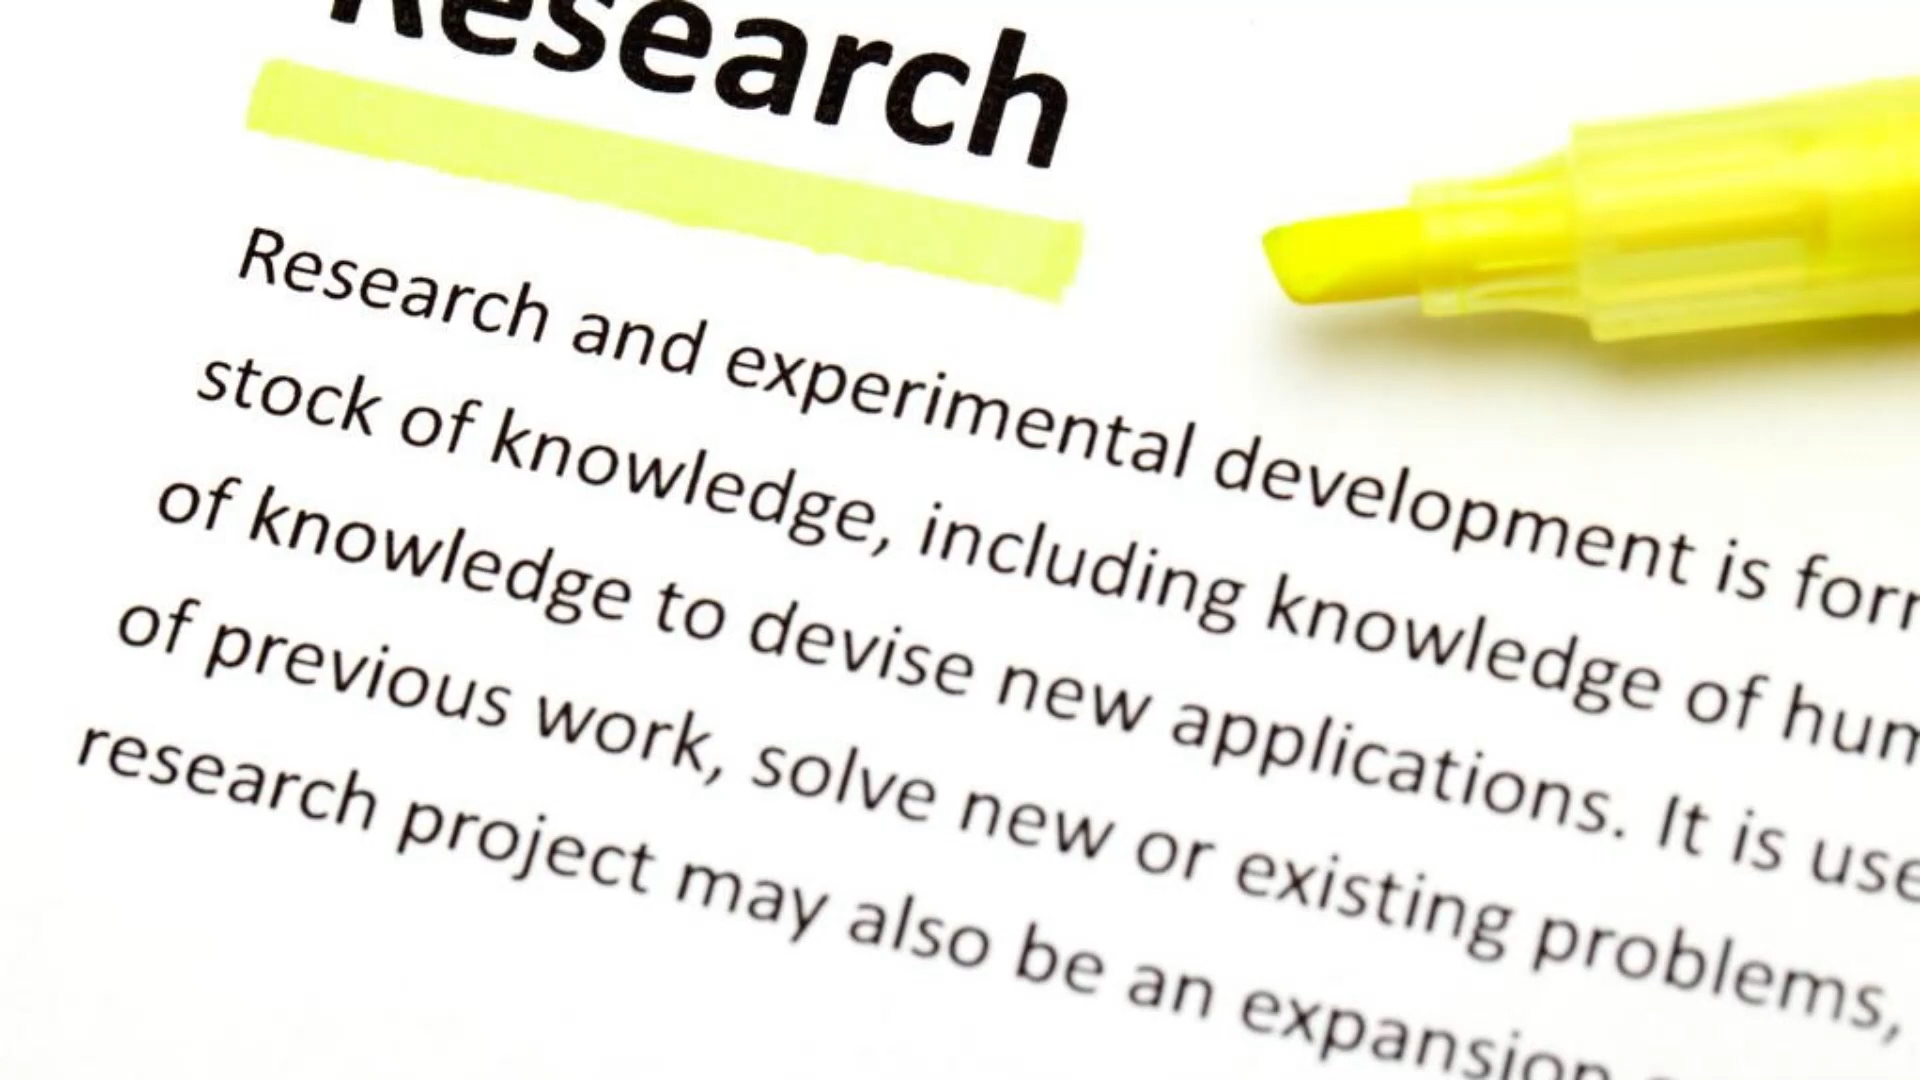 Research
Research and experimental development is
stock of knowledge, including knowledge of
of knowledge to devise new applications. It is
of previous work, solve new or existing problems,
research project may also be an expansion